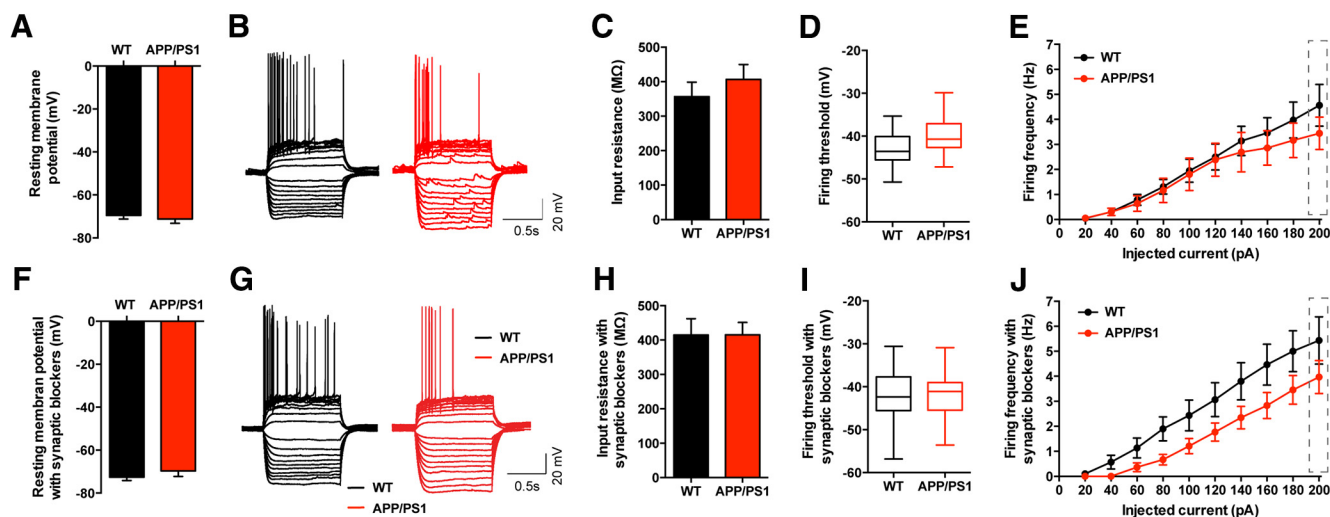 A
WT APP/PS1
0
-20
-40
-60
-80
Resting membrane
potential (mV)
B
20 mV
0.5s
C
500
400
300
200
100
0
Input resistance (MΩ)
WT APP/PS1
D
-20
-30
-40
-50
-60
Firing threshold (mV)
WT APP/PS1
E
7
6
5
4
3
2
1
0
Firing frequency (Hz)
WT
APP/PS1
0 20 40 60 80 100 120 140 160 180 200
Injected current (pA)
F
WT APP/PS1
0
-20
-40
-60
-80
Resting membran potential
with synaptic blockers (mV)
G
WT
APP/PS1
20 mV
0.5s
WT
APP/PS1
H
500
400
300
200
100
0
Input resistance with
synaptic blockers (MΩ)
WT APP/PS1
I
-20
-30
-40
-50
-60
Firing threshold with
synaptic blockers (mV)
WT APP/PS1
J
7
6
5
4
3
2
1
0
Firing frequency with
synaptic blockers (Hz)
WT
APP/PS1
0 20 40 60 80 100 120 140 160 180 200
Injected current (pA)